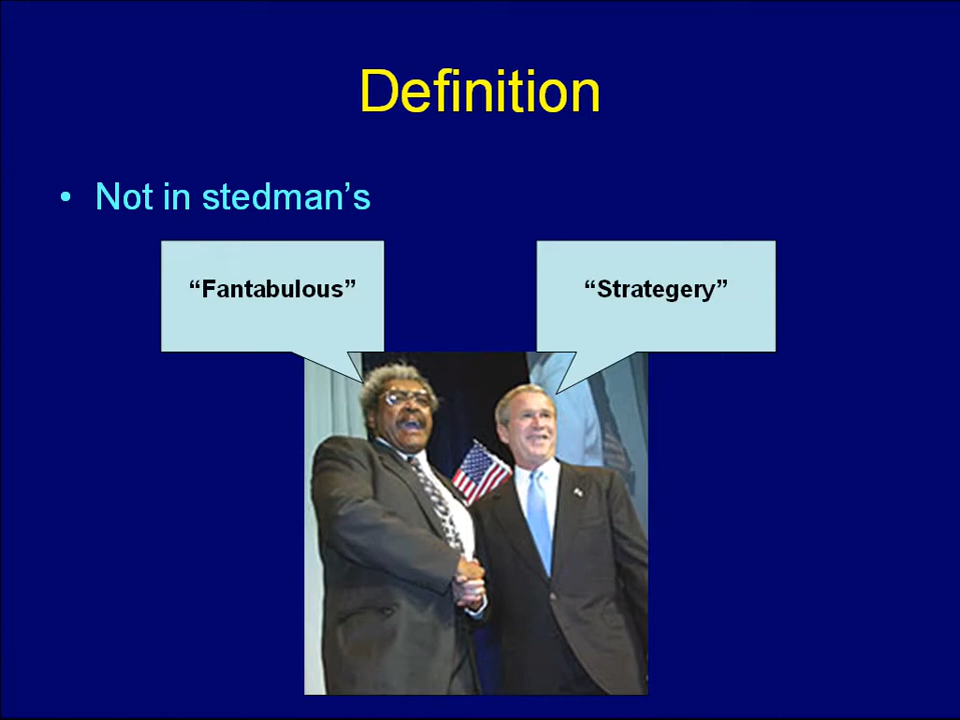 Definition
• Not in stedman’s
“Fantabulous”
“Strategery”